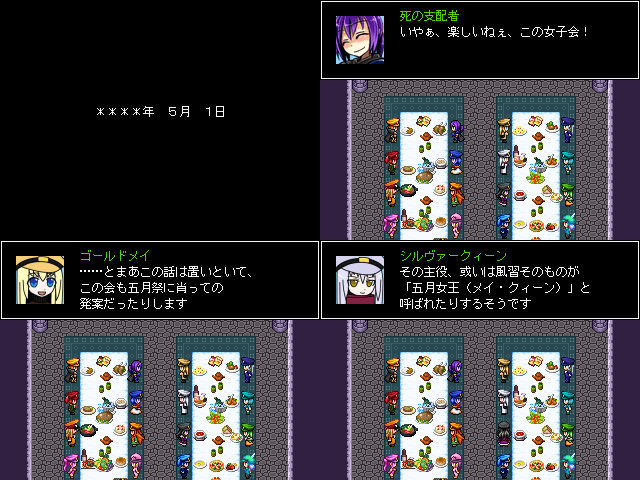 ＊＊＊＊年　５月　１日
死の支配者
いやぁ、楽しいねぇ、この女子会！
ゴールドメイ
……とまあこの話は置いといて、
この会も五月祭に肖っての
発案だったりします
シルヴァークィーン
その主役、或いは風習そのものが
「五月女王（メイ・クィーン）」と
呼ばれたりするそうです